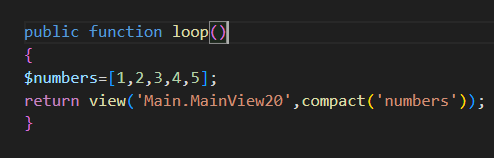 public function loop()
{
$numbers=[1,2,3,4,5];
return view('Main.MainView20',compact('numbers'));
}